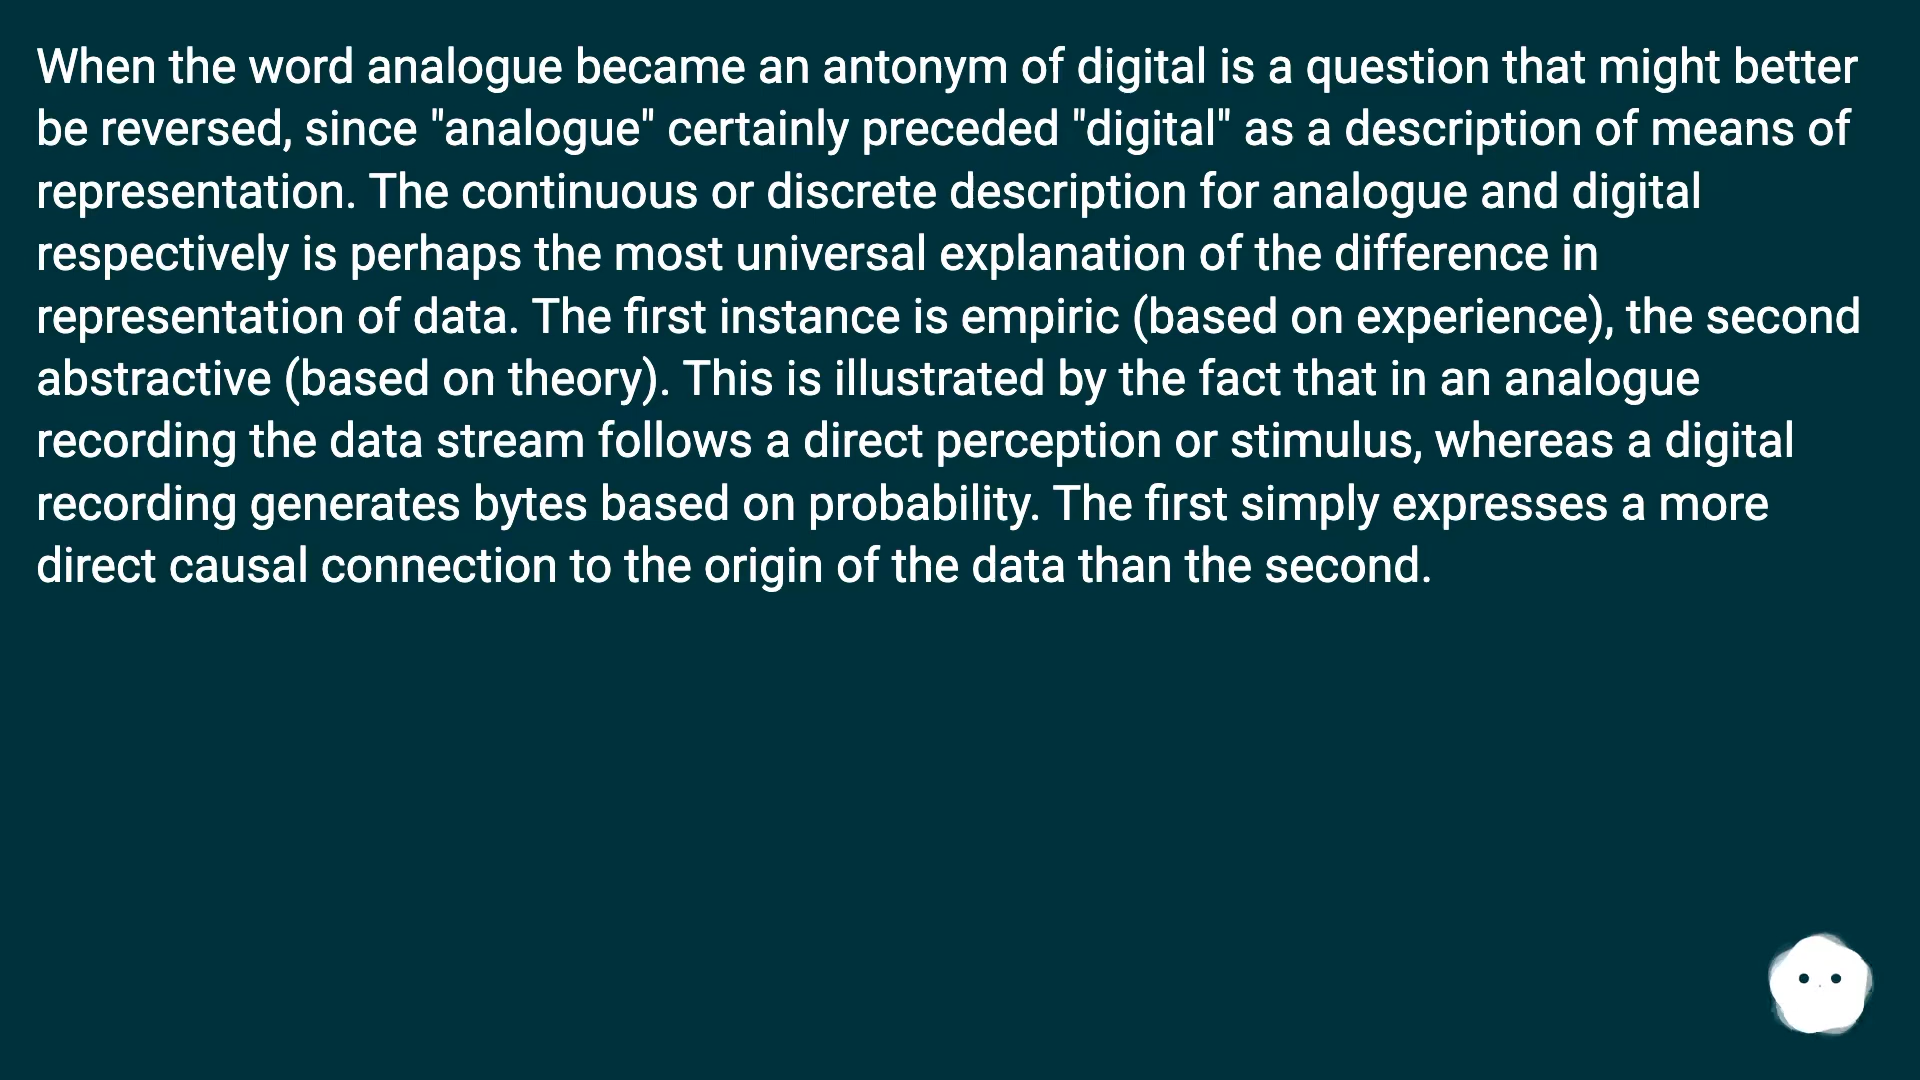 When the word analogue became an antonym of digital is a question that might better
be reversed, since "analogue" certainly preceded "digital" as a description of means of
representation. The continuous or discrete description for analogue and digital
respectively is perhaps the most universal explanation of the difference in
representation of data. The first instance is empiric (based on experience), the second
abstractive (based on theory). This is illustrated by the fact that in an analogue
recording the data stream follows a direct perception or stimulus, whereas a digital
recording generates bytes based on probability. The first simply expresses a more
direct causal connection to the origin of the data than the second.